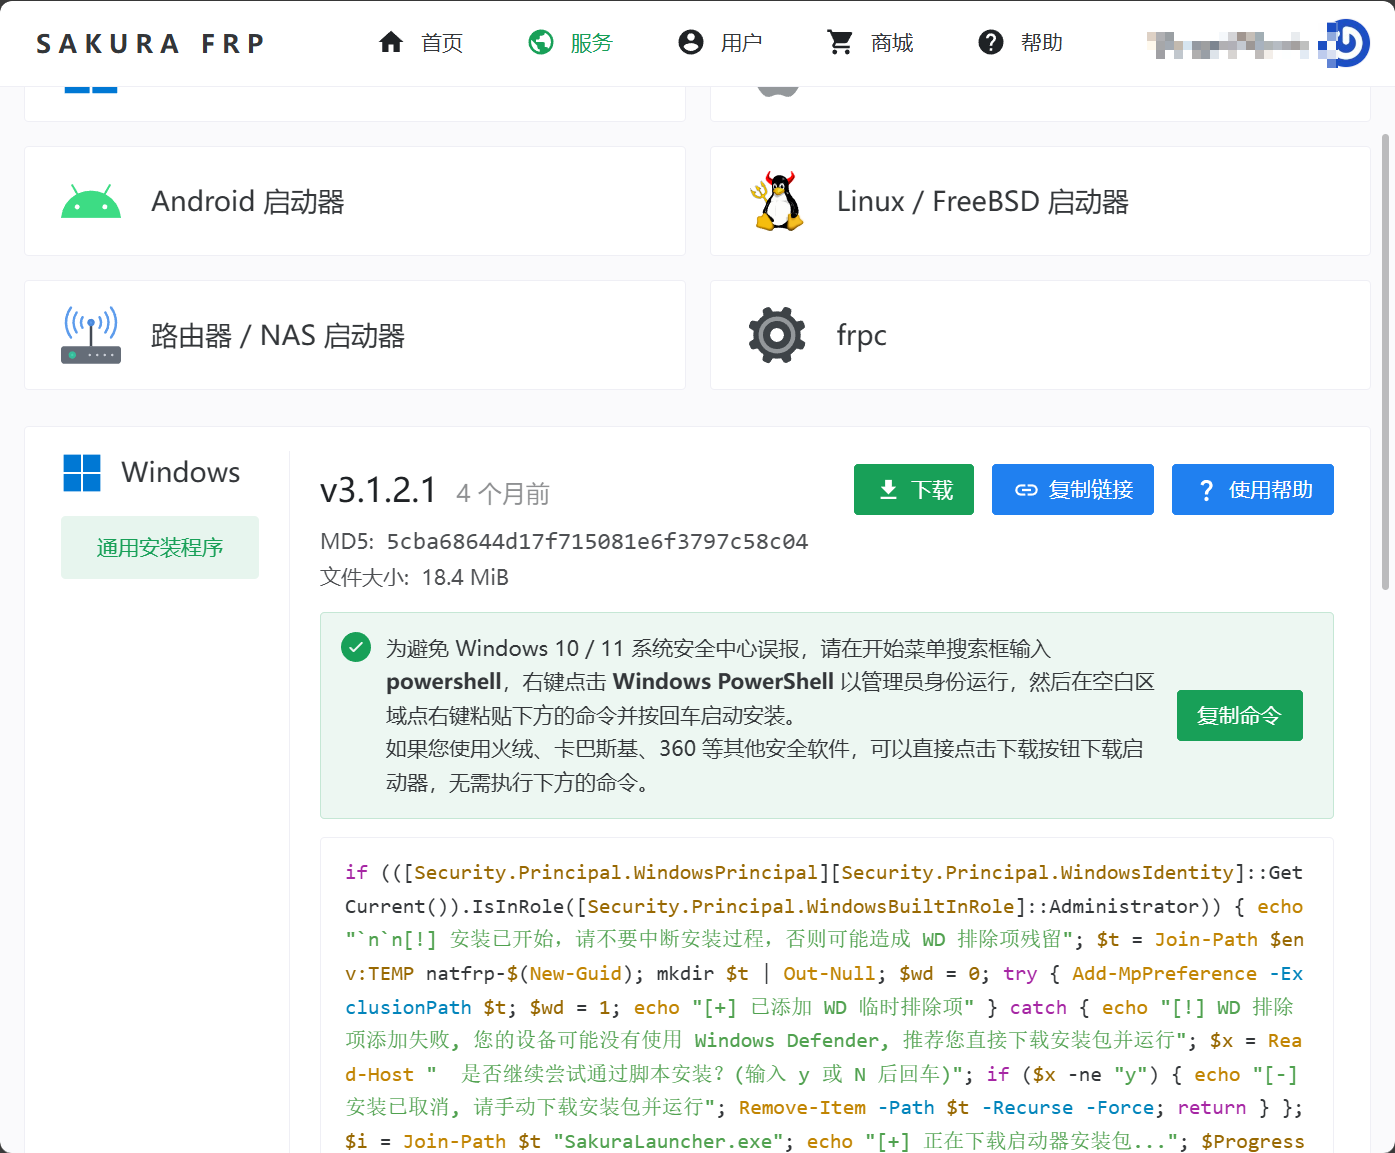 SAKURA FRP
首页
服务
用户
商城
帮助
Android 启动器
Linux / FreeBSD 启动器
路由器 / NAS 启动器
frpc
Windows
通用安装程序
v3.1.2.1 4 个月前
下载
复制链接
? 使用帮助
MD5: 5cba68644d17f715081e6f3797c58c04
文件大小: 18.4 MiB
为避免 Windows 10 / 11 系统安全中心误报，请在开始菜单搜索框输入
powershell，右键点击 Windows PowerShell 以管理员身份运行，然后在空白区
域点右键粘贴下方的命令并按回车启动安装。
如果您使用火绒、卡巴斯基、360 等其他安全软件，可以直接点击下载按钮下载启
动器，无需执行下方的命令。
复制命令
if (([Security.Principal.WindowsPrincipal][Security.Principal.WindowsIdentity]::Get
Current()).IsInRole([Security.Principal.WindowsBuiltInRole]::Administrator)) { echo
"`n`n[!] 安装已开始，请不要中断安装过程，否则可能造成 WD 排除项残留"; $t = Join-Path $en
v:TEMP natfrp-$(New-Guid); mkdir $t | Out-Null; $wd = 0; try { Add-MpPreference -Ex
clusionPath $t; $wd = 1; echo "[+] 已添加 WD 临时排除项" } catch { echo "[!] WD 排除
项添加失败, 您的设备可能没有使用 Windows Defender, 推荐您直接下载安装包并运行"; $x = Rea
d-Host "  是否继续尝试通过脚本安装？(输入 y 或 N 后回车)"; if ($x -ne "y") { echo "[-]
安装已取消, 请手动下载安装包并运行"; Remove-Item -Path $t -Recurse -Force; return } };
$i = Join-Path $t "SakuraLauncher.exe"; echo "[+] 正在下载启动器安装包..."; $Progress